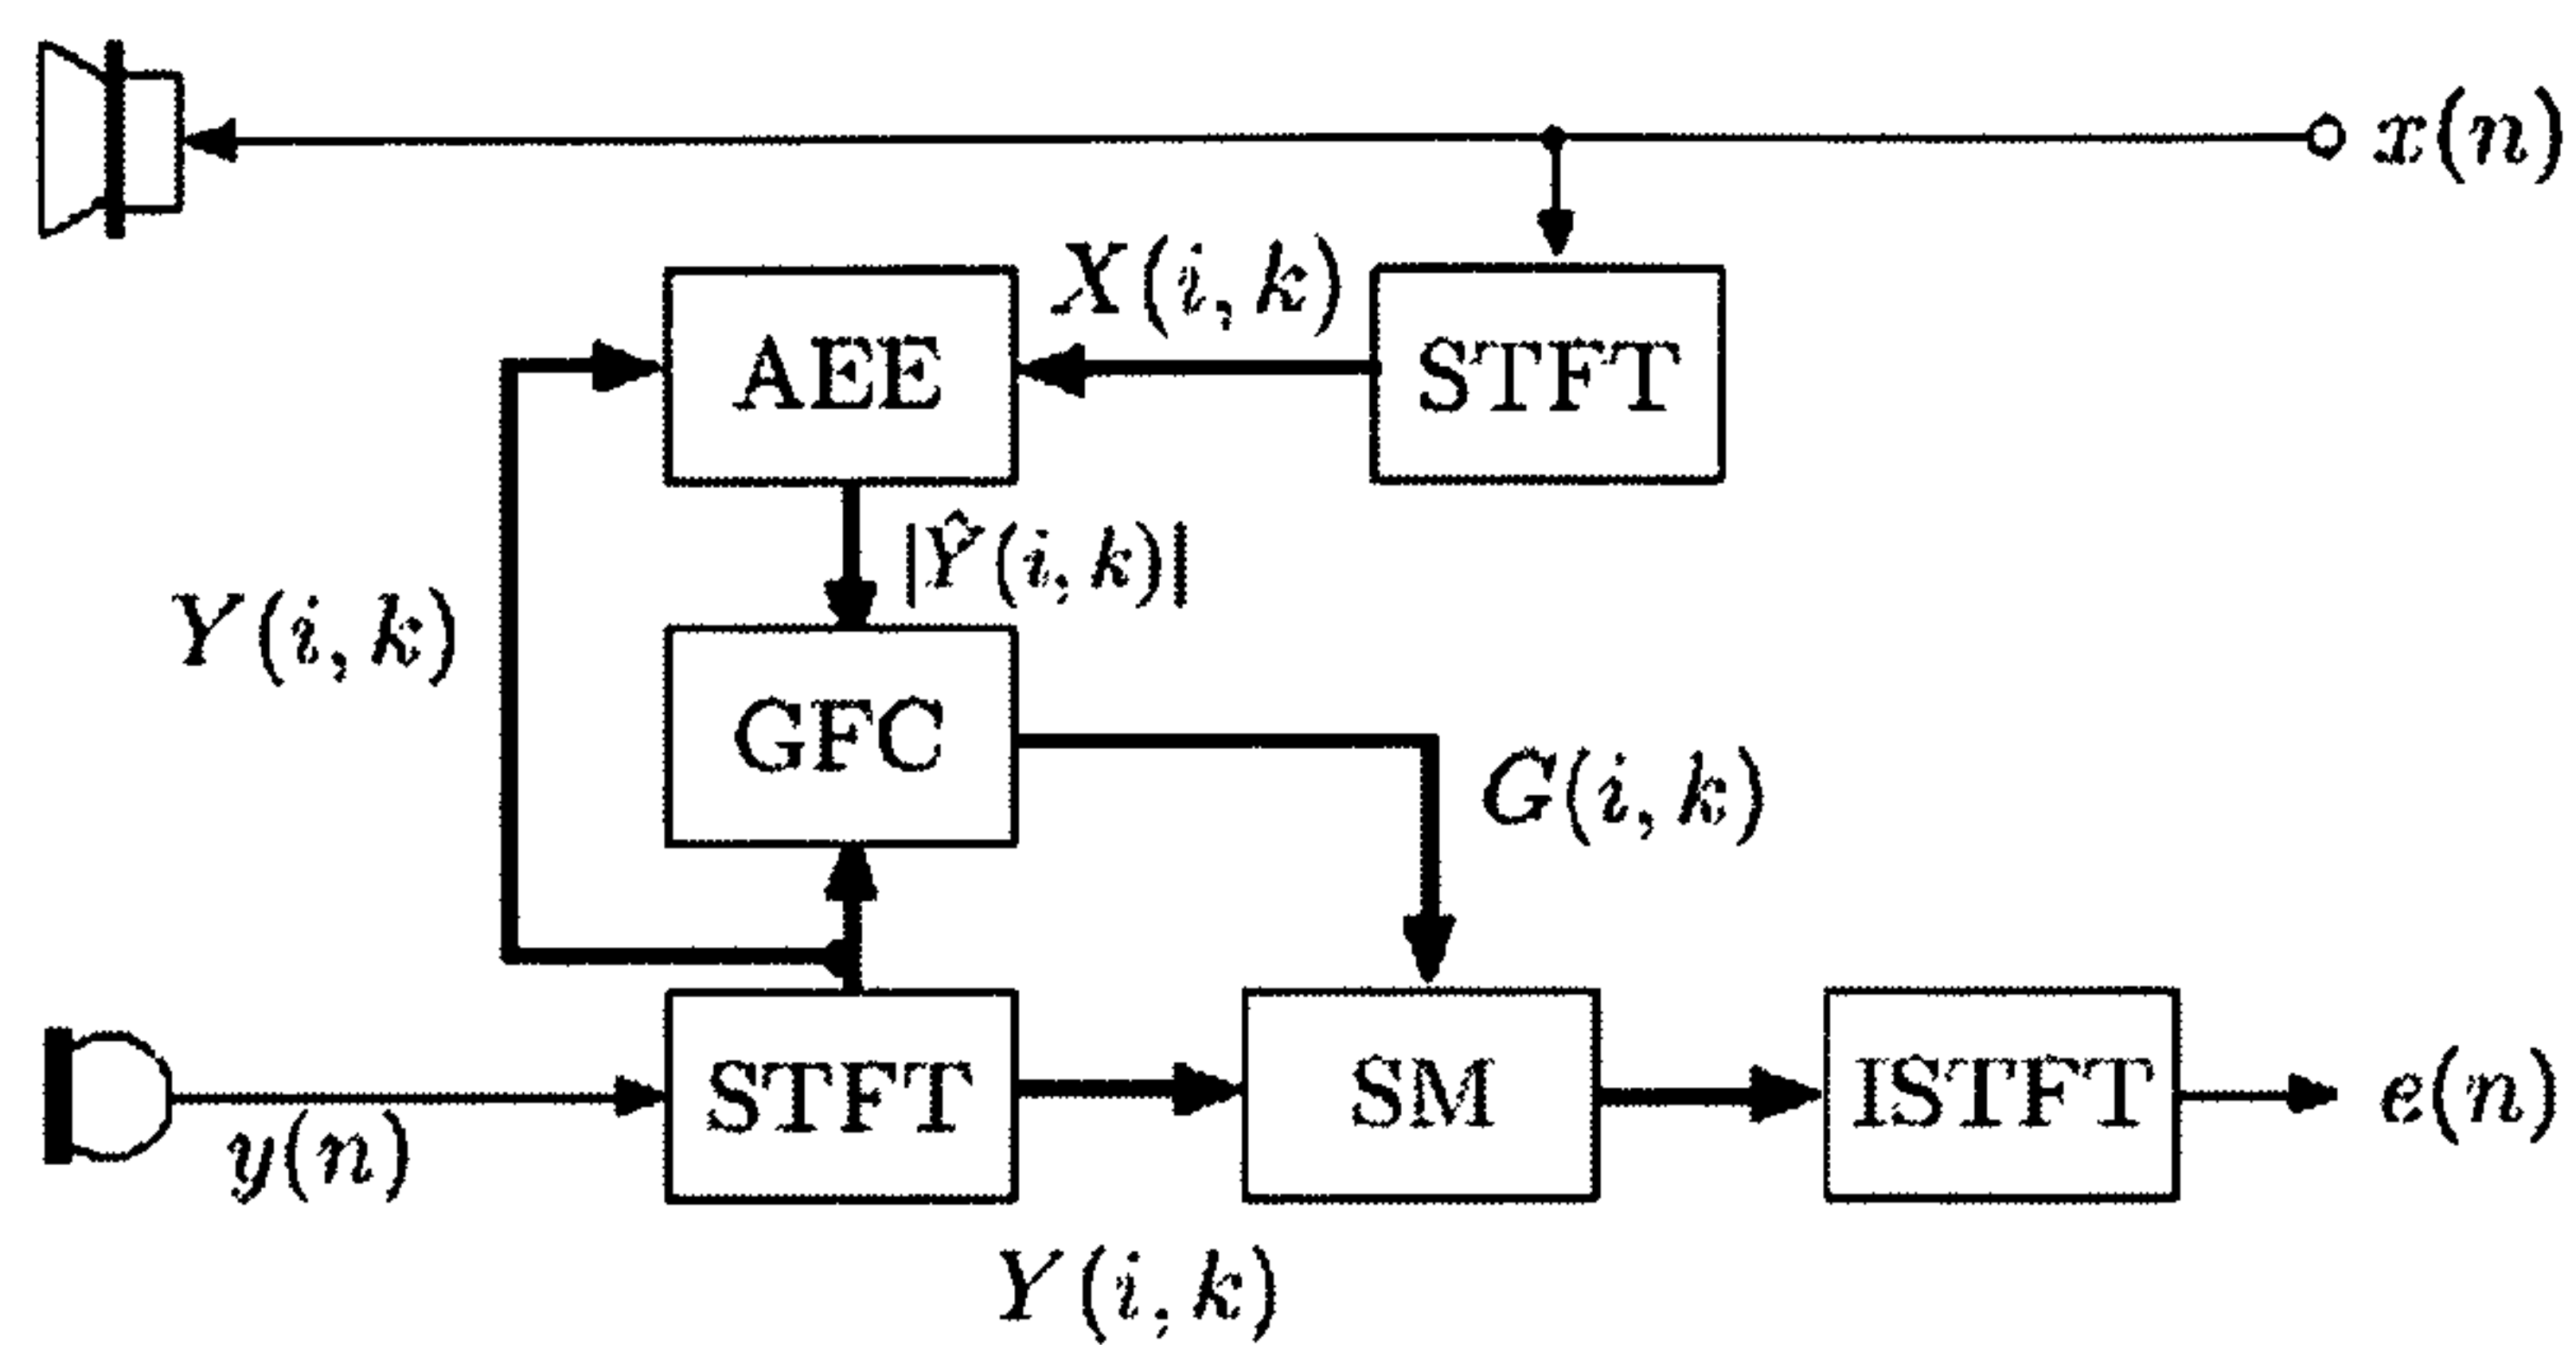 x(n)
X(i, k)
AEE
STFT
|Ŷ(i, k)|
Y(i, k)
GFC
G(i, k)
STFT
SM
ISTFT
e(n)
y(n)
Y(i, k)